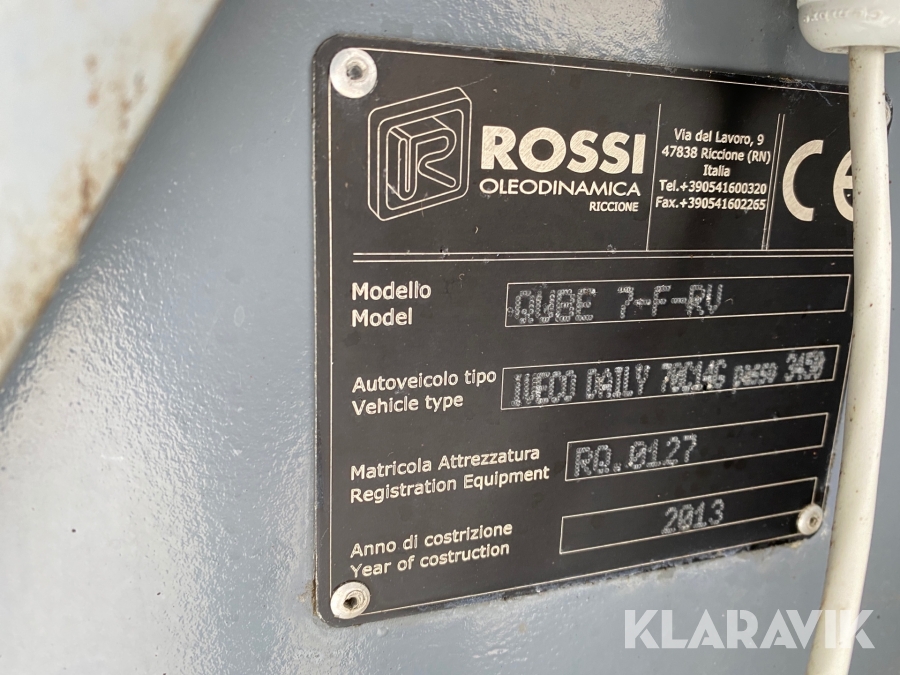 R
ROSSI
OLEODINAMICA
RICCIONE
Via dal Lavoro, 9
47838 Riccione (RN)
Italia
Tel.+390541600320
Fax.+390541602265
CE
Modello
Model
QUBE 7-F-RV
Autoveicolo tipo
Vehicle type
IVECO DAILY 70C14G paso 3450
Matricola Attrezzatura
Registration Equipment
RQ.0127
Anno di costrizione
Year of costruction
2013
KLARAVIK